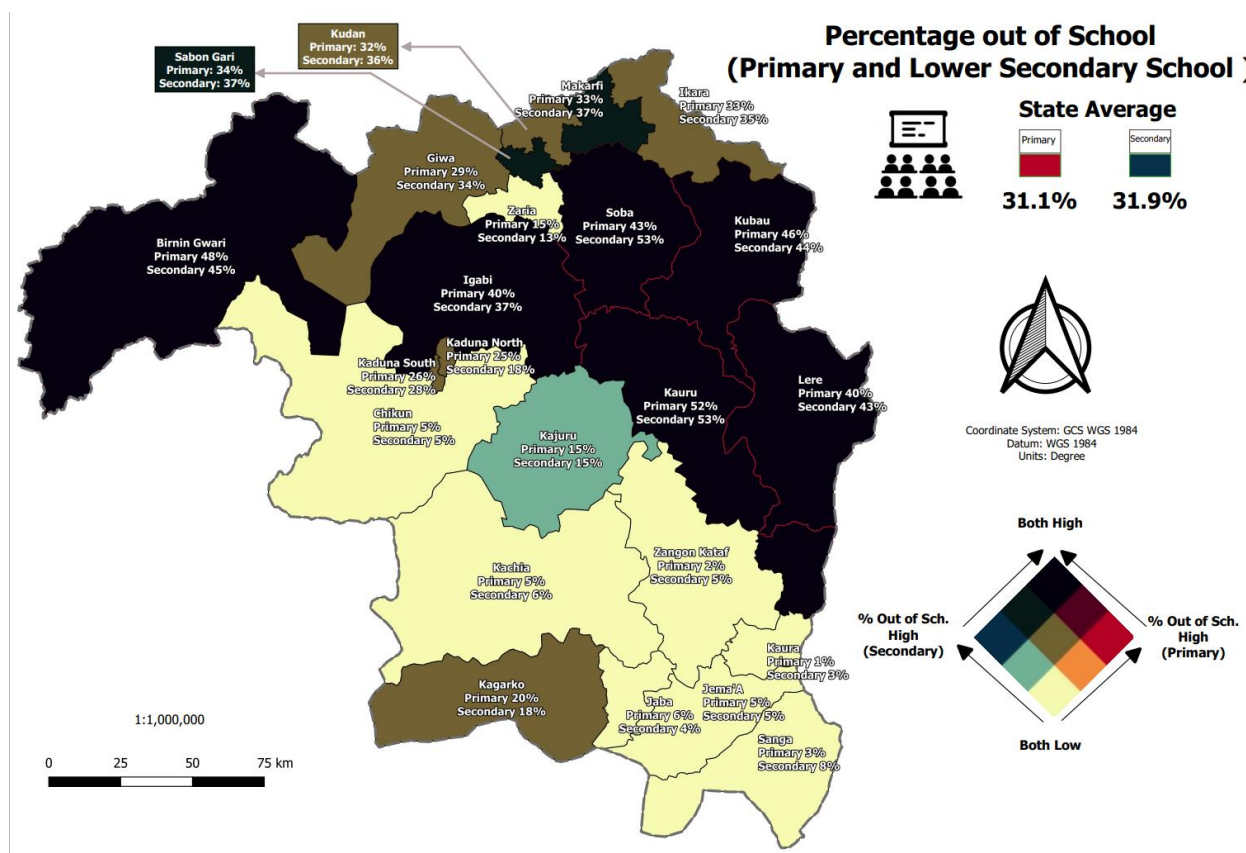 Percentage out of School
(Primary and Lower Secondary School )
State Average
Primary
Secondary
31.1%
31.9%
Sabon Gari
Primary: 34%
Secondary: 37%
Kudan
Primary: 32%
Secondary: 36%
Makarfi
Primary 33%
Secondary 37%
Ikara
Primary 33%
Secondary 35%
Giwa
Primary 29%
Secondary 34%
Zaria
Primary 15%
Secondary 13%
Soba
Primary 43%
Secondary 53%
Kubau
Primary 46%
Secondary 44%
Birnin Gwari
Primary 48%
Secondary 45%
Igabi
Primary 40%
Secondary 37%
Kaduna North
Primary 25%
Secondary 18%
Kaduna South
Primary 26%
Secondary 28%
Chikun
Primary 5%
Secondary 5%
Kajuru
Primary 15%
Secondary 15%
Kauru
Primary 52%
Secondary 53%
Lere
Primary 40%
Secondary 43%
Kachia
Primary 5%
Secondary 6%
Zangon Kataf
Primary 2%
Secondary 5%
Kaura
Primary 1%
Secondary 3%
Kagarko
Primary 20%
Secondary 18%
Jaba
Primary 6%
Secondary 4%
Jema'A
Primary 5%
Secondary 5%
Sanga
Primary 3%
Secondary 8%
Coordinate System: GCS WGS 1984
Datum: WGS 1984
Units: Degree
Both High
% Out of Sch.
High
(Secondary)
% Out of Sch.
High
(Primary)
Both Low
1:1,000,000
0 25 50 75 km